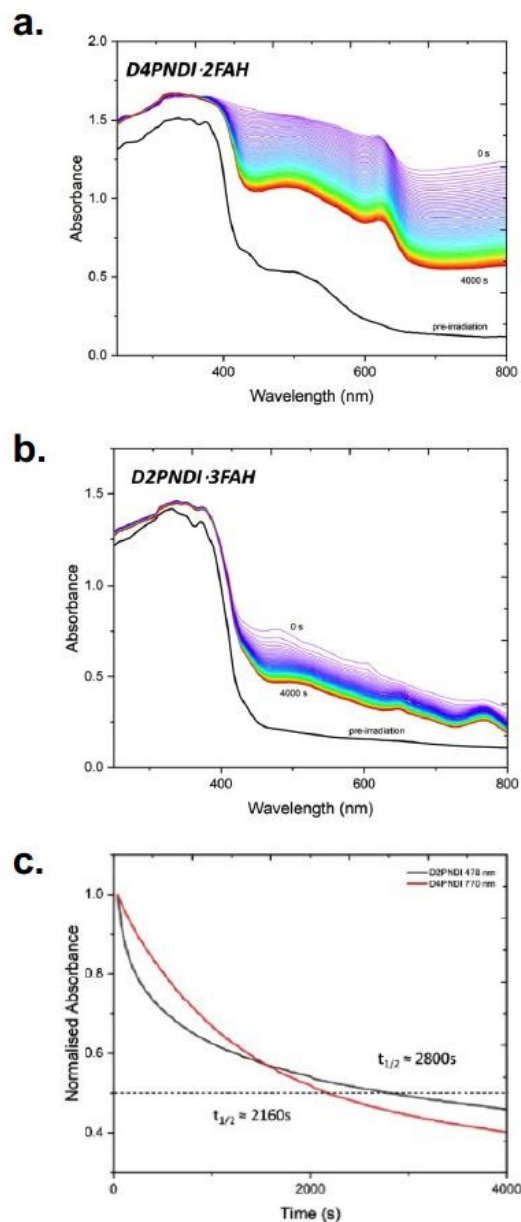 a.
2.0
D4PNDI·2FAH
1.5
0 s
Absorbance
1.0
0.5
4000 s
pre-irradiation
0.0
400 600 800
Wavelength (nm)
b.
D2PNDI·3FAH
1.5
Absorbance
1.0
0 s
0.5
4000 s
pre-irradiation
0.0
400 600 800
Wavelength (nm)
c.
D2PNDI 478 nm
D4PNDI 770 nm
1.0
Normalised Absorbance
0.8
0.6
t1/2 ≈ 2800s
t1/2 ≈ 2160s
0.4
0 2000 4000
Time (s)